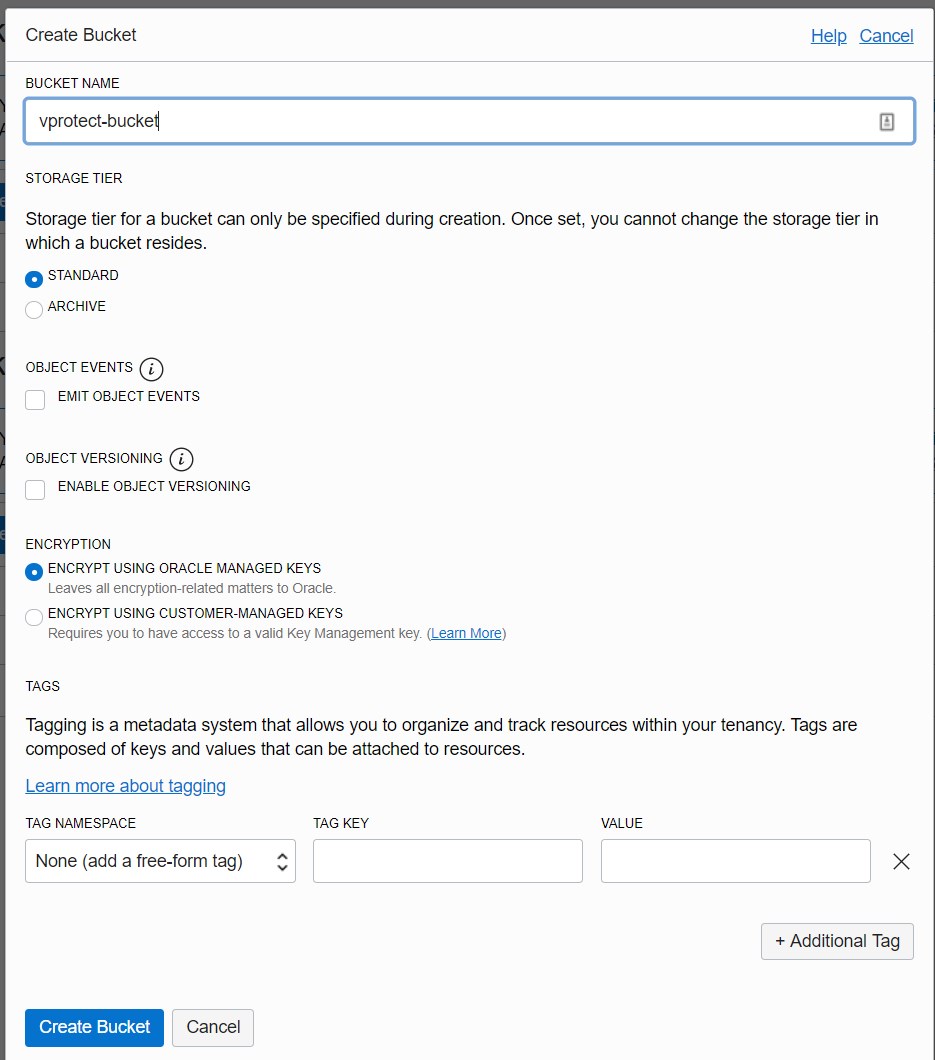 Create Bucket
Help Cancel
BUCKET NAME
vprotect-bucket
STORAGE TIER
Storage tier for a bucket can only be specified during creation. Once set, you cannot change the storage tier in
which a bucket resides.
STANDARD
ARCHIVE
OBJECT EVENTS i
EMIT OBJECT EVENTS
OBJECT VERSIONING i
ENABLE OBJECT VERSIONING
ENCRYPTION
ENCRYPT USING ORACLE MANAGED KEYS
Leaves all encryption-related matters to Oracle.
ENCRYPT USING CUSTOMER-MANAGED KEYS
Requires you to have access to a valid Key Management key. (Learn More)
TAGS
Tagging is a metadata system that allows you to organize and track resources within your tenancy. Tags are
composed of keys and values that can be attached to resources.
Learn more about tagging
TAG NAMESPACE TAG KEY VALUE
None (add a free-form tag)
+ Additional Tag
Create Bucket Cancel